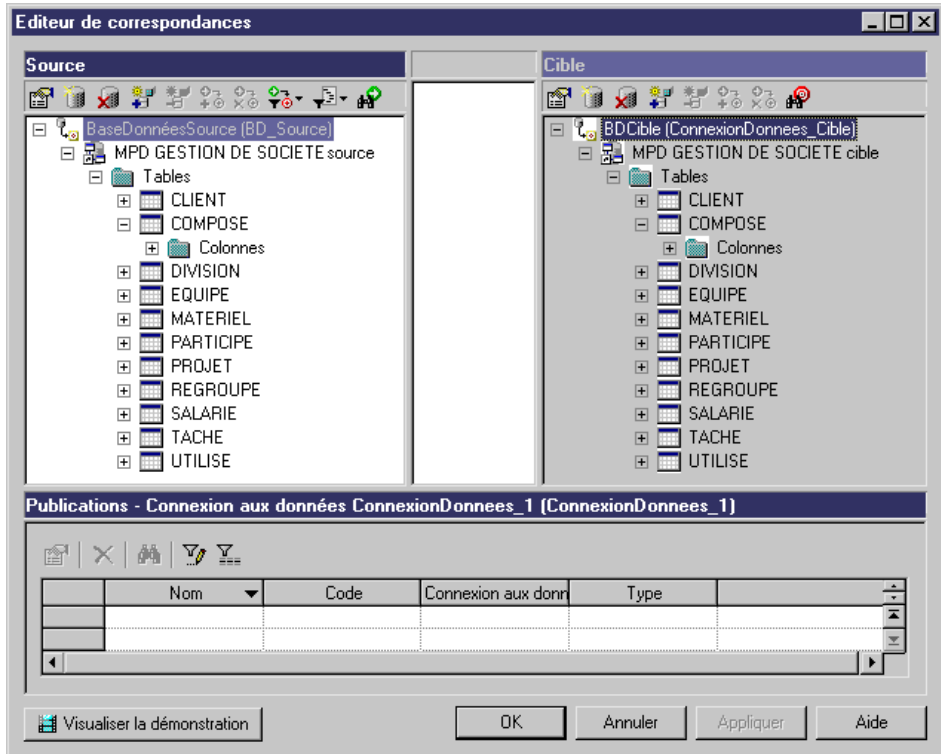 Editeur de correspondances
Source
Cible
BaseDonnéesSource (BD_Source)
MPD GESTION DE SOCIETE source
Tables
CLIENT
COMPOSE
Colonnes
DIVISION
EQUIPE
MATERIEL
PARTICIPE
PROJET
REGROUPE
SALARIE
TACHE
UTILISE
BDCible (ConnexionDonnees_Cible)
MPD GESTION DE SOCIETE cible
Tables
CLIENT
COMPOSE
Colonnes
DIVISION
EQUIPE
MATERIEL
PARTICIPE
PROJET
REGROUPE
SALARIE
TACHE
UTILISE
Publications - Connexion aux données ConnexionDonnees_1 (ConnexionDonnees_1)
Nom Code Connexion aux donn Type
Visualiser la démonstration OK Annuler Appliquer Aide